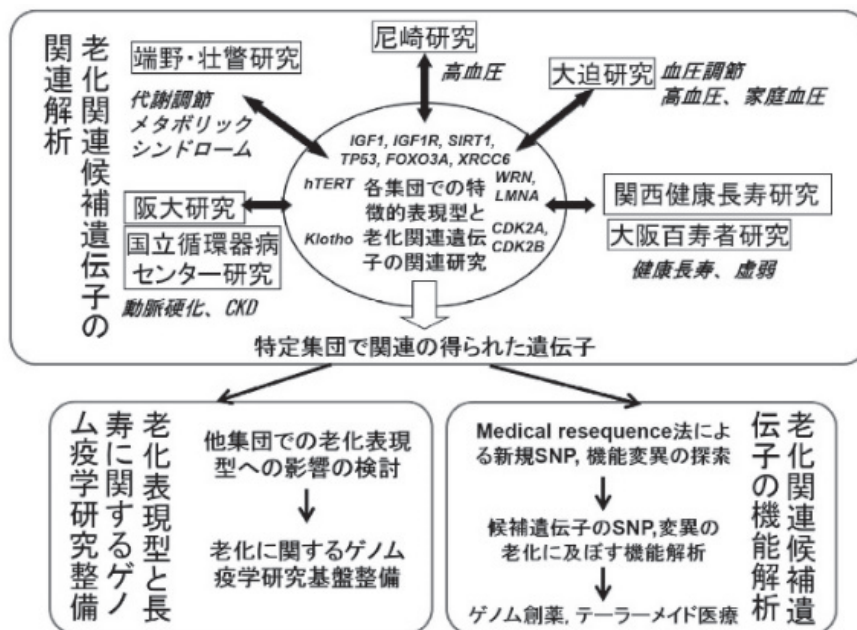 老化関連候補遺伝子の
関連解析
端野・壮瞥研究
代謝調節
メタボリック
シンドローム
尼崎研究
高血圧
大迫研究
血圧調節
高血圧、家庭血圧
IGF1, IGF1R, SIRT1,
TP53, FOXO3A, XRCC6
hTERT
WRN,
LMNA
Klotho
CDK2A,
CDK2B
各集団での特
徴的表現型と
老化関連遺伝
子の関連研究
阪大研究
国立循環器病
センター研究
動脈硬化、CKD
関西健康長寿研究
大阪百寿者研究
健康長寿、虚弱
特定集団で関連の得られた遺伝子
老化表現型と長
寿に関するゲノ
ム疫学研究整備
他集団での老化表現
型への影響の検討
老化に関するゲノム
疫学研究基盤整備
Medical resequence法によ
る新規SNP, 機能変異の探索
候補遺伝子のSNP,変異の
老化に及ぼす機能解析
ゲノム創薬, テーラーメイド医療
老化関連候補遺
伝子の機能解析